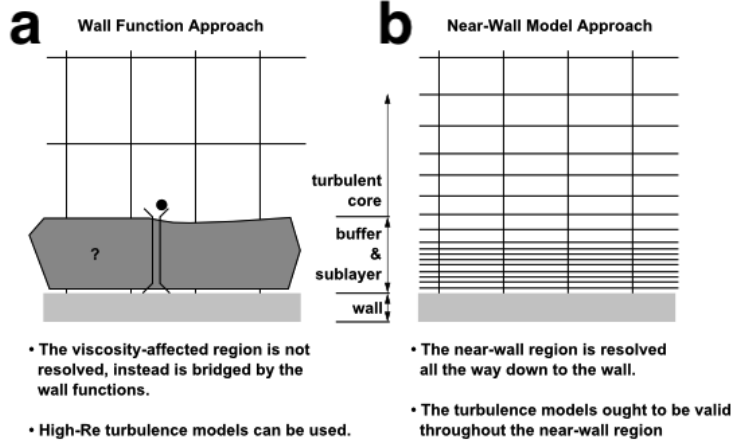 a
Wall Function Approach
?
• The viscosity-affected region is not
resolved, instead is bridged by the
wall functions.
• High-Re turbulence models can be used.
turbulent
core
buffer
&
sublayer
wall
b
Near-Wall Model Approach
• The near-wall region is resolved
all the way down to the wall.
• The turbulence models ought to be valid
throughout the near-wall region